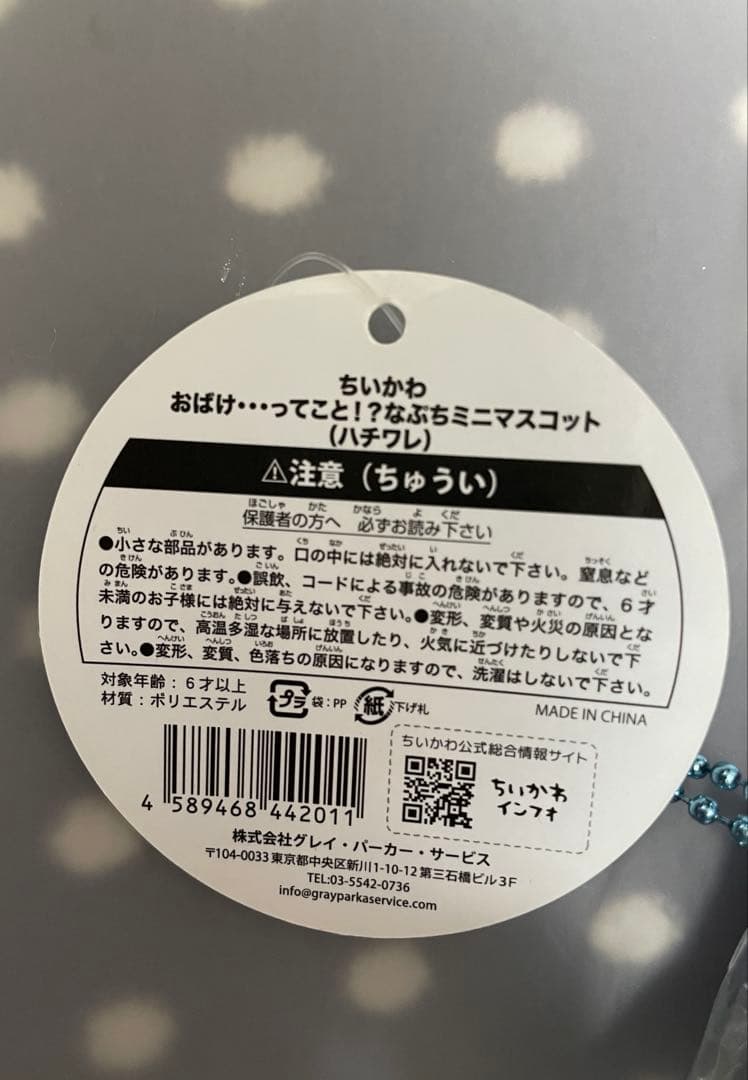 ちいかわ
おばけ・・・ってこと!?なぷちミニマスコット
(ハチワレ)
⚠注意(ちゅうい)
保護者の方へ 必ずお読み下さい
●小さな部品があります。口の中には絶対に入れないで下さい。窒息など
の危険があります。●誤飲、コードによる事故の危険がありますので、6才
未満のお子様には絶対に与えないで下さい。●変形、変質や火災の原因とな
りますので、高温多湿な場所に放置したり、火気に近づけたりしないで下
さい。●変形、変質、色落ちの原因になりますので、洗濯はしないで下さい。
対象年齢:6才以上
材質:ポリエステル
プラ 袋:PP 紙 下げ札
MADE IN CHINA
4 589468 442011
ちいかわ公式総合情報サイト
ちいかわ
インフォ
株式会社グレイ・パーカー・サービス
〒104-0033 東京都中央区新川1-10-12 第三石橋ビル3F
TEL:03-5542-0736
info@grayparkaservice.com